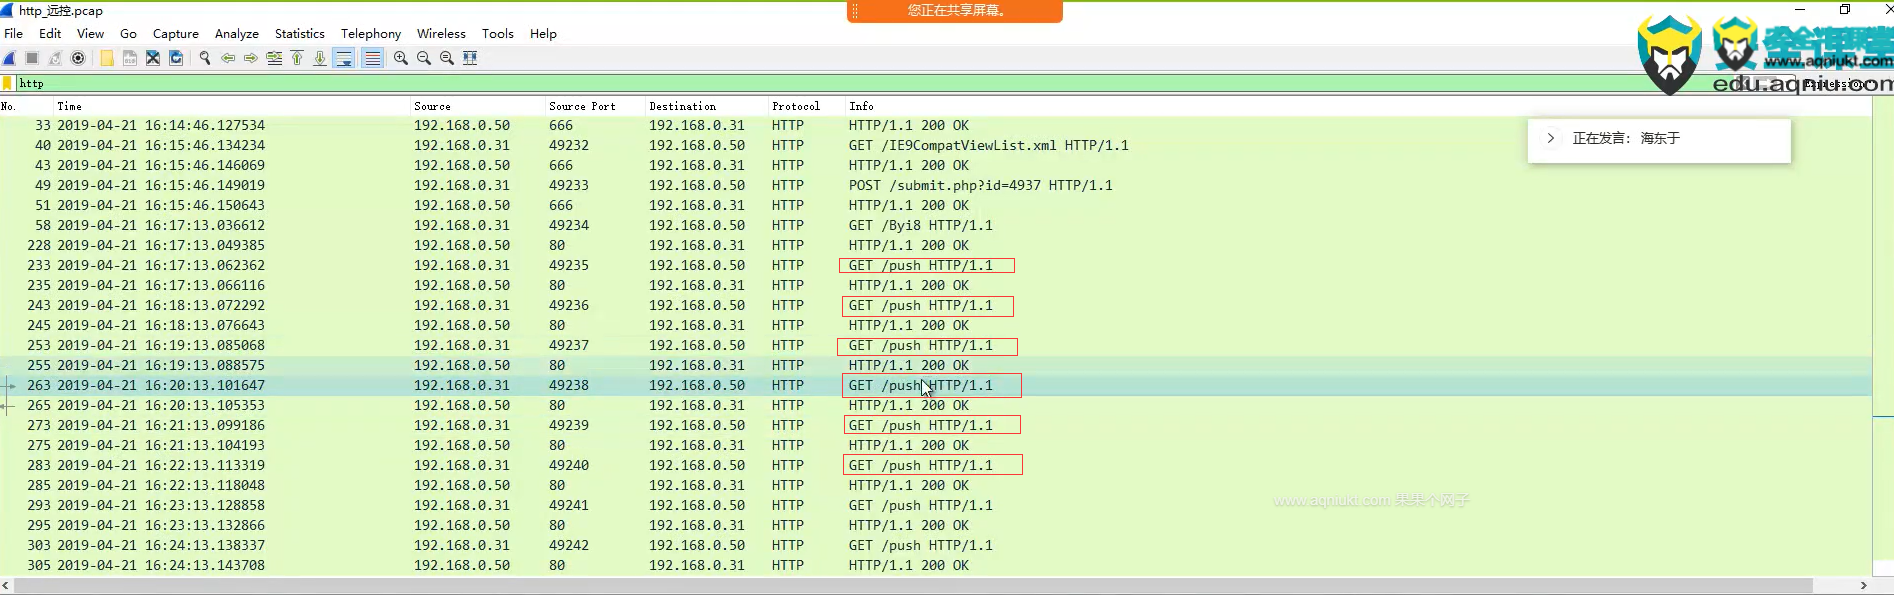 http_远控.pcap
您正在共享屏幕。
File Edit View Go Capture Analyze Statistics Telephony Wireless Tools Help
http
www.aqniukt.com
edu.aqniu.com
No. Time Source Source Port Destination Protocol Info
正在发言： 海东于
33 2019-04-21 16:14:46.127534 192.168.0.50 666 192.168.0.31 HTTP HTTP/1.1 200 OK
40 2019-04-21 16:15:46.134234 192.168.0.31 49232 192.168.0.50 HTTP GET /IE9CompatViewList.xml HTTP/1.1
43 2019-04-21 16:15:46.146069 192.168.0.50 666 192.168.0.31 HTTP HTTP/1.1 200 OK
49 2019-04-21 16:15:46.149019 192.168.0.31 49233 192.168.0.50 HTTP POST /submit.php?id=4937 HTTP/1.1
51 2019-04-21 16:15:46.150643 192.168.0.50 666 192.168.0.31 HTTP HTTP/1.1 200 OK
58 2019-04-21 16:17:13.036612 192.168.0.31 49234 192.168.0.50 HTTP GET /Byi8 HTTP/1.1
228 2019-04-21 16:17:13.049385 192.168.0.50 80 192.168.0.31 HTTP HTTP/1.1 200 OK
233 2019-04-21 16:17:13.062362 192.168.0.31 49235 192.168.0.50 HTTP GET /push HTTP/1.1
235 2019-04-21 16:17:13.066116 192.168.0.50 80 192.168.0.31 HTTP HTTP/1.1 200 OK
243 2019-04-21 16:18:13.072292 192.168.0.31 49236 192.168.0.50 HTTP GET /push HTTP/1.1
245 2019-04-21 16:18:13.076643 192.168.0.50 80 192.168.0.31 HTTP HTTP/1.1 200 OK
253 2019-04-21 16:19:13.085068 192.168.0.31 49237 192.168.0.50 HTTP GET /push HTTP/1.1
255 2019-04-21 16:19:13.088575 192.168.0.50 80 192.168.0.31 HTTP HTTP/1.1 200 OK
263 2019-04-21 16:20:13.101647 192.168.0.31 49238 192.168.0.50 HTTP GET /push HTTP/1.1
265 2019-04-21 16:20:13.105353 192.168.0.50 80 192.168.0.31 HTTP HTTP/1.1 200 OK
273 2019-04-21 16:21:13.099186 192.168.0.31 49239 192.168.0.50 HTTP GET /push HTTP/1.1
275 2019-04-21 16:21:13.104193 192.168.0.50 80 192.168.0.31 HTTP HTTP/1.1 200 OK
283 2019-04-21 16:22:13.113319 192.168.0.31 49240 192.168.0.50 HTTP GET /push HTTP/1.1
285 2019-04-21 16:22:13.118048 192.168.0.50 80 192.168.0.31 HTTP HTTP/1.1 200 OK
293 2019-04-21 16:23:13.128858 192.168.0.31 49241 192.168.0.50 HTTP GET /push HTTP/1.1
www.aqniukt.com 果果个网子
295 2019-04-21 16:23:13.132866 192.168.0.50 80 192.168.0.31 HTTP HTTP/1.1 200 OK
303 2019-04-21 16:24:13.138337 192.168.0.31 49242 192.168.0.50 HTTP GET /push HTTP/1.1
305 2019-04-21 16:24:13.143708 192.168.0.50 80 192.168.0.31 HTTP HTTP/1.1 200 OK